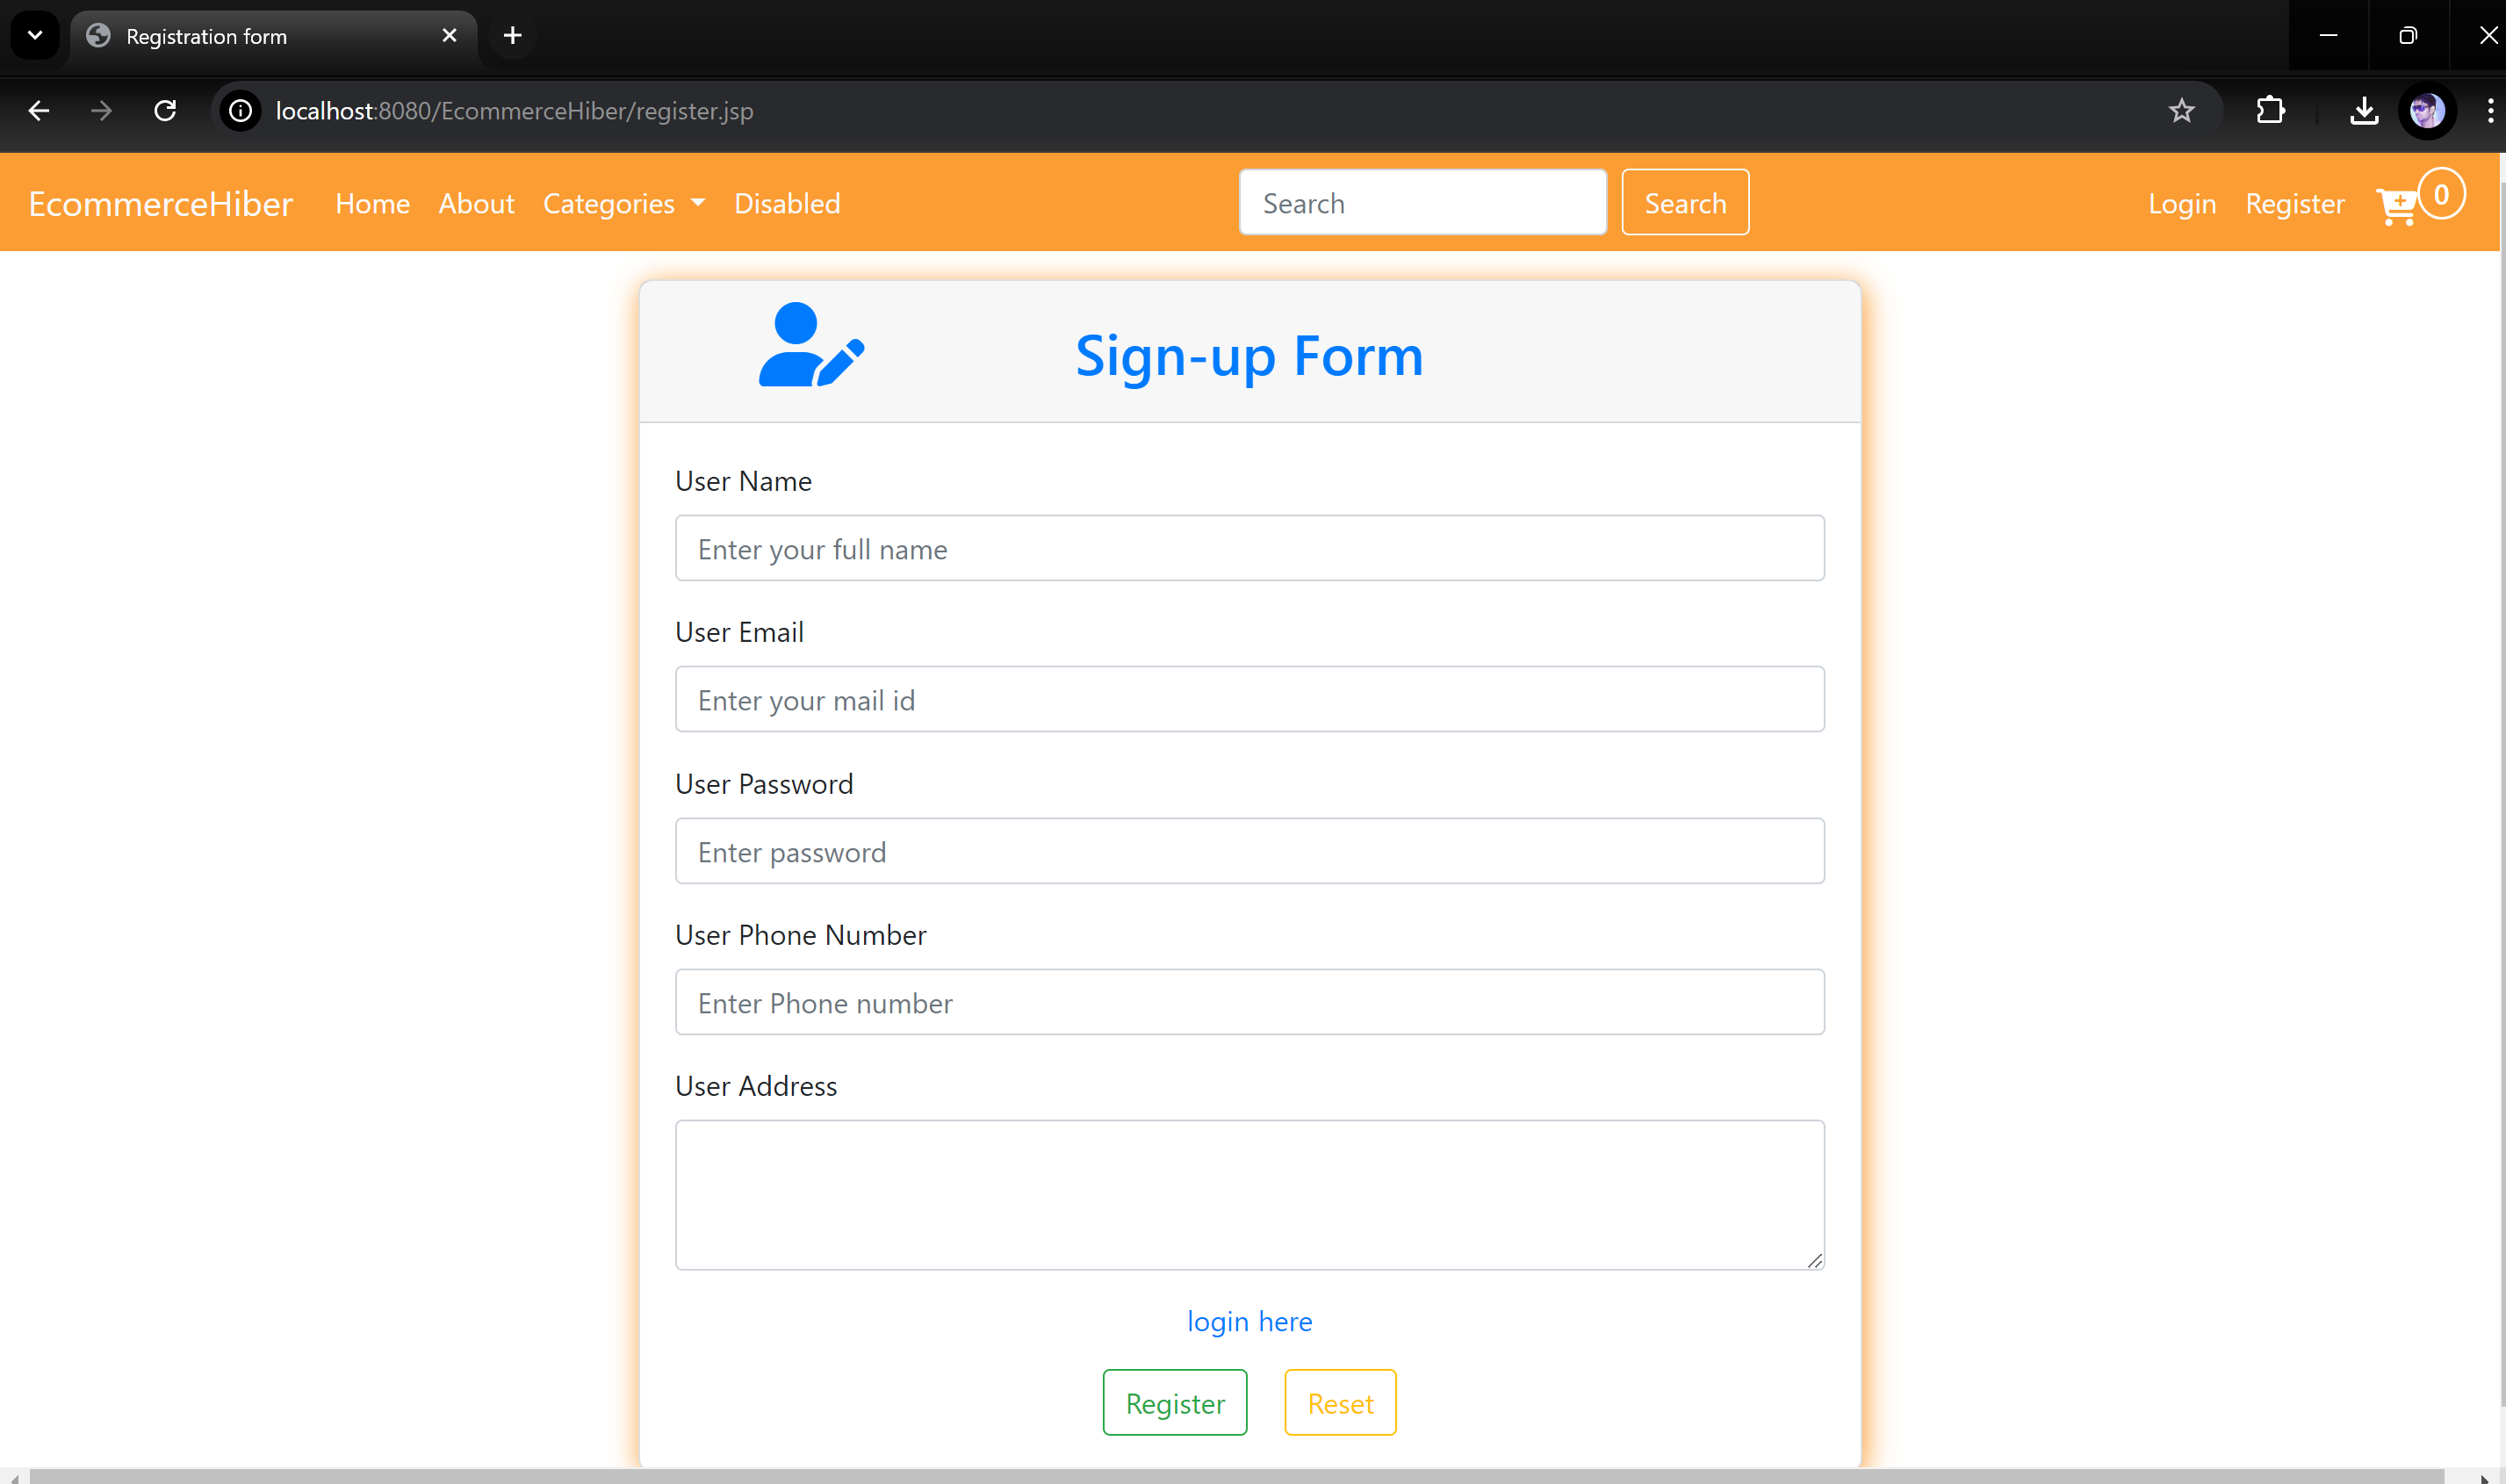 Registration form
localhost:8080/EcommerceHiber/register.jsp
EcommerceHiber Home About Categories Disabled Search Search Login Register 0
Sign-up Form
User Name
Enter your full name
User Email
Enter your mail id
User Password
Enter password
User Phone Number
Enter Phone number
User Address
login here
Register Reset